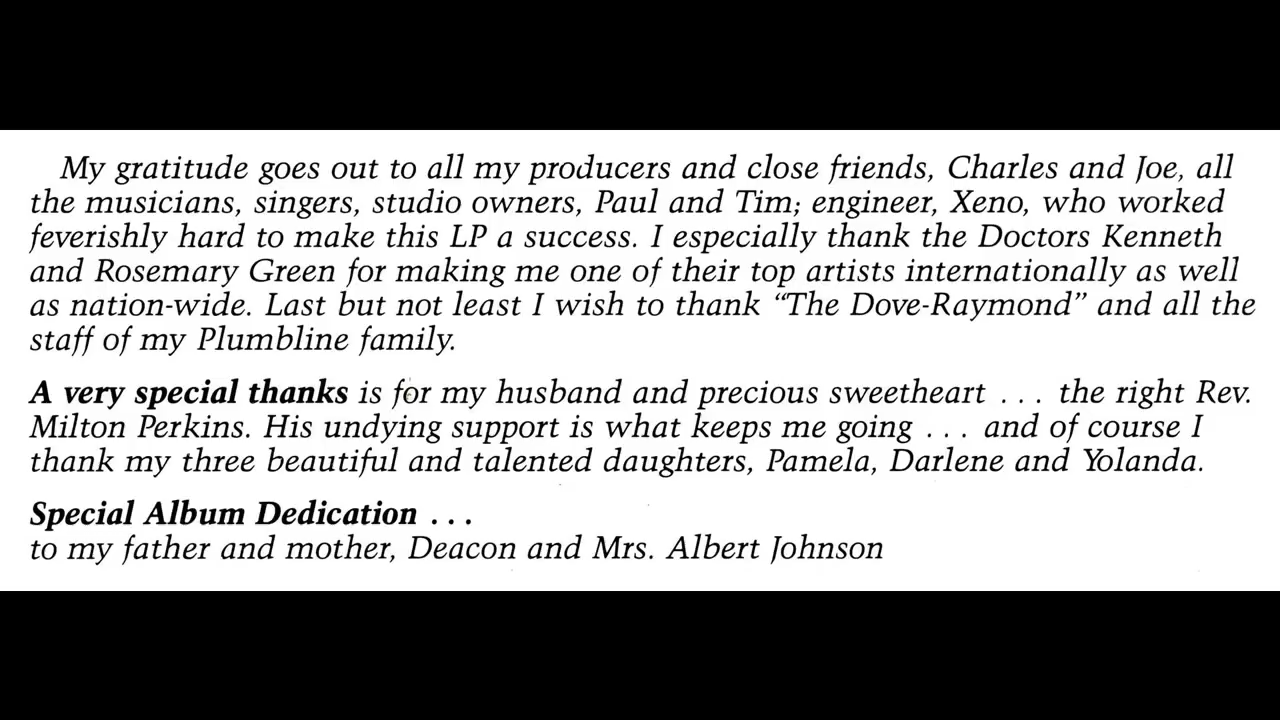 My gratitude goes out to all my producers and close friends, Charles and Joe, all
the musicians, singers, studio owners, Paul and Tim; engineer, Xeno, who worked
feverishly hard to make this LP a success. I especially thank the Doctors Kenneth
and Rosemary Green for making me one of their top artists internationally as well
as nation-wide. Last but not least I wish to thank “The Dove-Raymond” and all the
staff of my Plumbline family.
A very special thanks is for my husband and precious sweetheart . . . the right Rev.
Milton Perkins. His undying support is what keeps me going . . . and of course I
thank my three beautiful and talented daughters, Pamela, Darlene and Yolanda.
Special Album Dedication . . .
to my father and mother, Deacon and Mrs. Albert Johnson